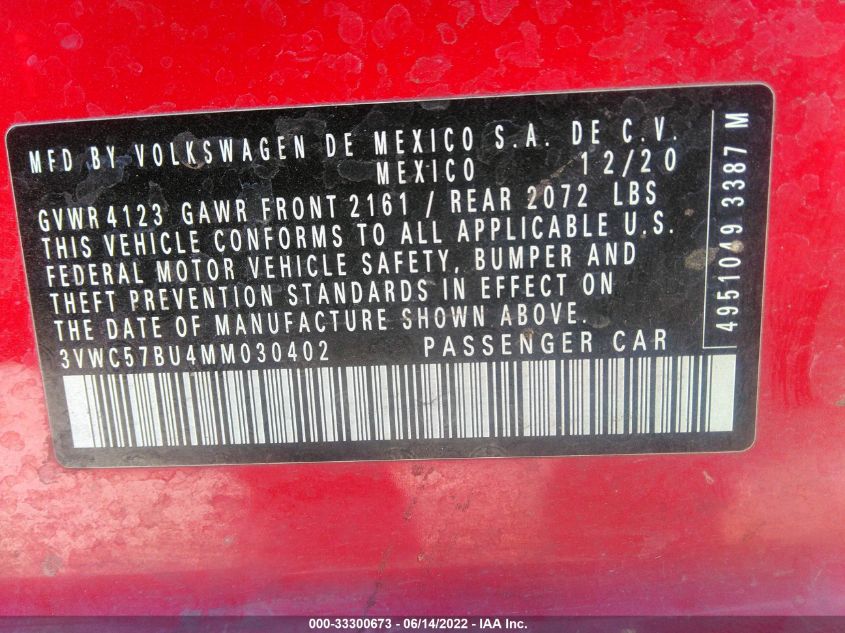 MFD BY VOLKSWAGEN DE MEXICO S.A. DE C.V.
MEXICO 12/20
GVWR 4123 GAWR FRONT 2161 / REAR 2072 LBS
THIS VEHICLE CONFORMS TO ALL APPLICABLE U.S.
FEDERAL MOTOR VEHICLE SAFETY, BUMPER AND
THEFT PREVENTION STANDARDS IN EFFECT ON
THE DATE OF MANUFACTURE SHOWN ABOVE.
3VWC57BU4MM030402 PASSENGER CAR
4951049 3387 M
000-33300673 - 06/14/2022 - IAA Inc.